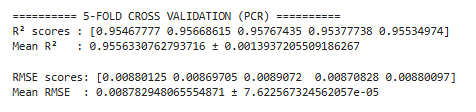 ========== 5-FOLD CROSS VALIDATION (PCR) ==========
R² scores : [0.95467777 0.95668615 0.95767435 0.95377738 0.95534974]
Mean R²   : 0.9556330762793716 ± 0.0013937205509186267
RMSE scores: [0.00880125 0.00869705 0.0089072  0.00870828 0.00880097]
Mean RMSE  : 0.008782948065554871 ± 7.622567324562057e-05